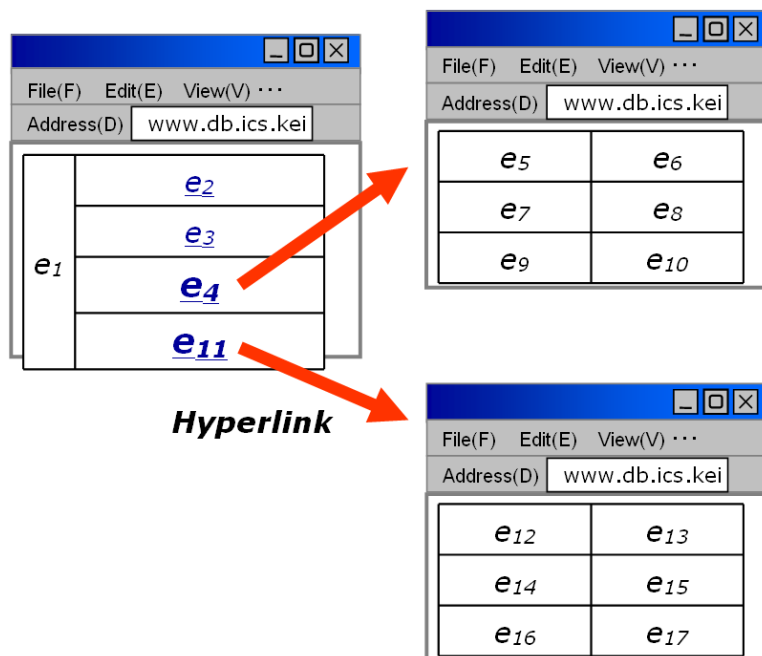 File(F) Edit(E) View(V) ···
Address(D) www.db.ics.kei
e1
e2
e3
e4
e11
Hyperlink
File(F) Edit(E) View(V) ···
Address(D) www.db.ics.kei
e5 e6
e7 e8
e9 e10
File(F) Edit(E) View(V) ···
Address(D) www.db.ics.kei
e12 e13
e14 e15
e16 e17